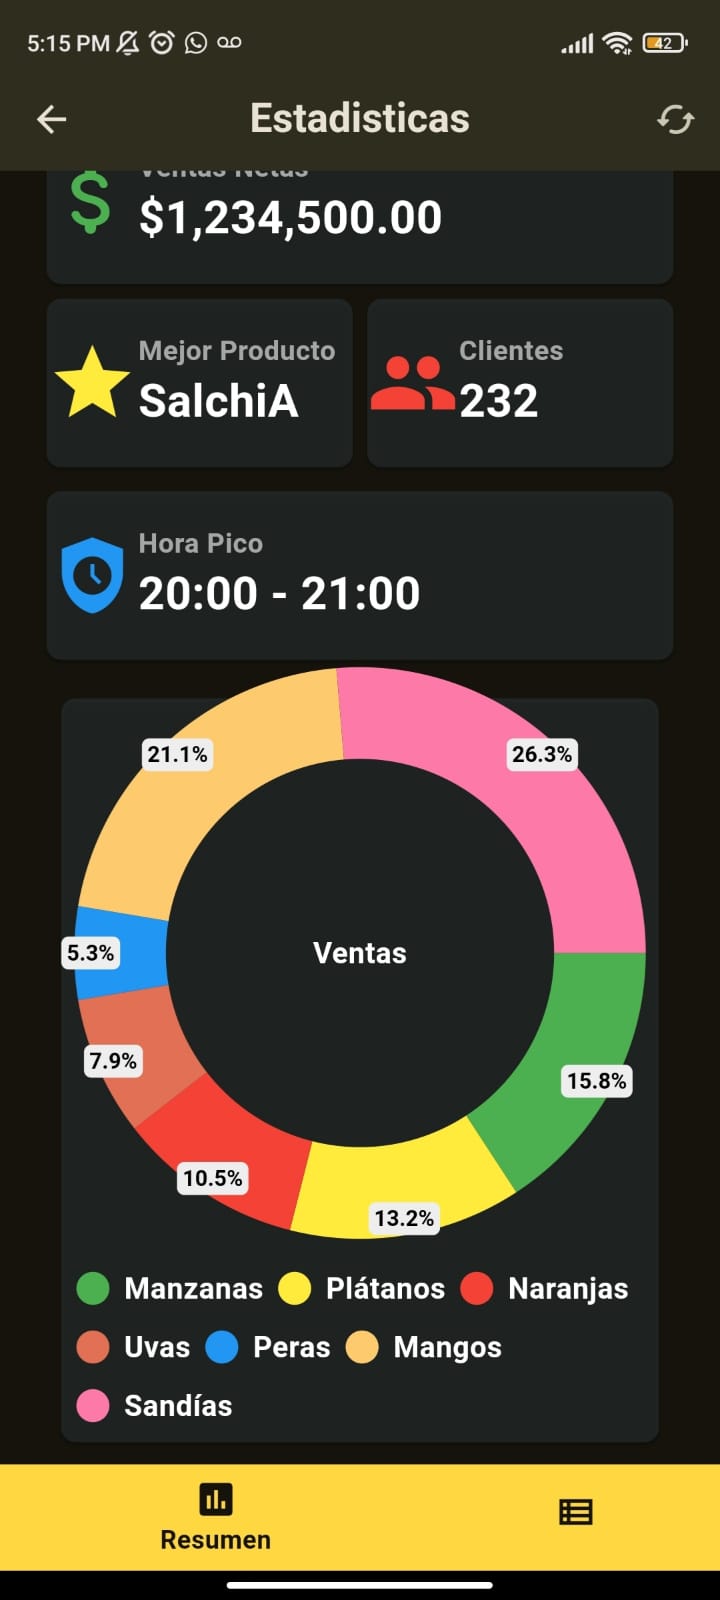 5:15 PM
42
Estadisticas
Ventas Netas
$1,234,500.00
Mejor Producto
SalchiA
Clientes
232
Hora Pico
20:00 - 21:00
21.1%
26.3%
5.3%
Ventas
7.9%
15.8%
10.5%
13.2%
Manzanas Plátanos Naranjas
Uvas Peras Mangos
Sandías
Resumen